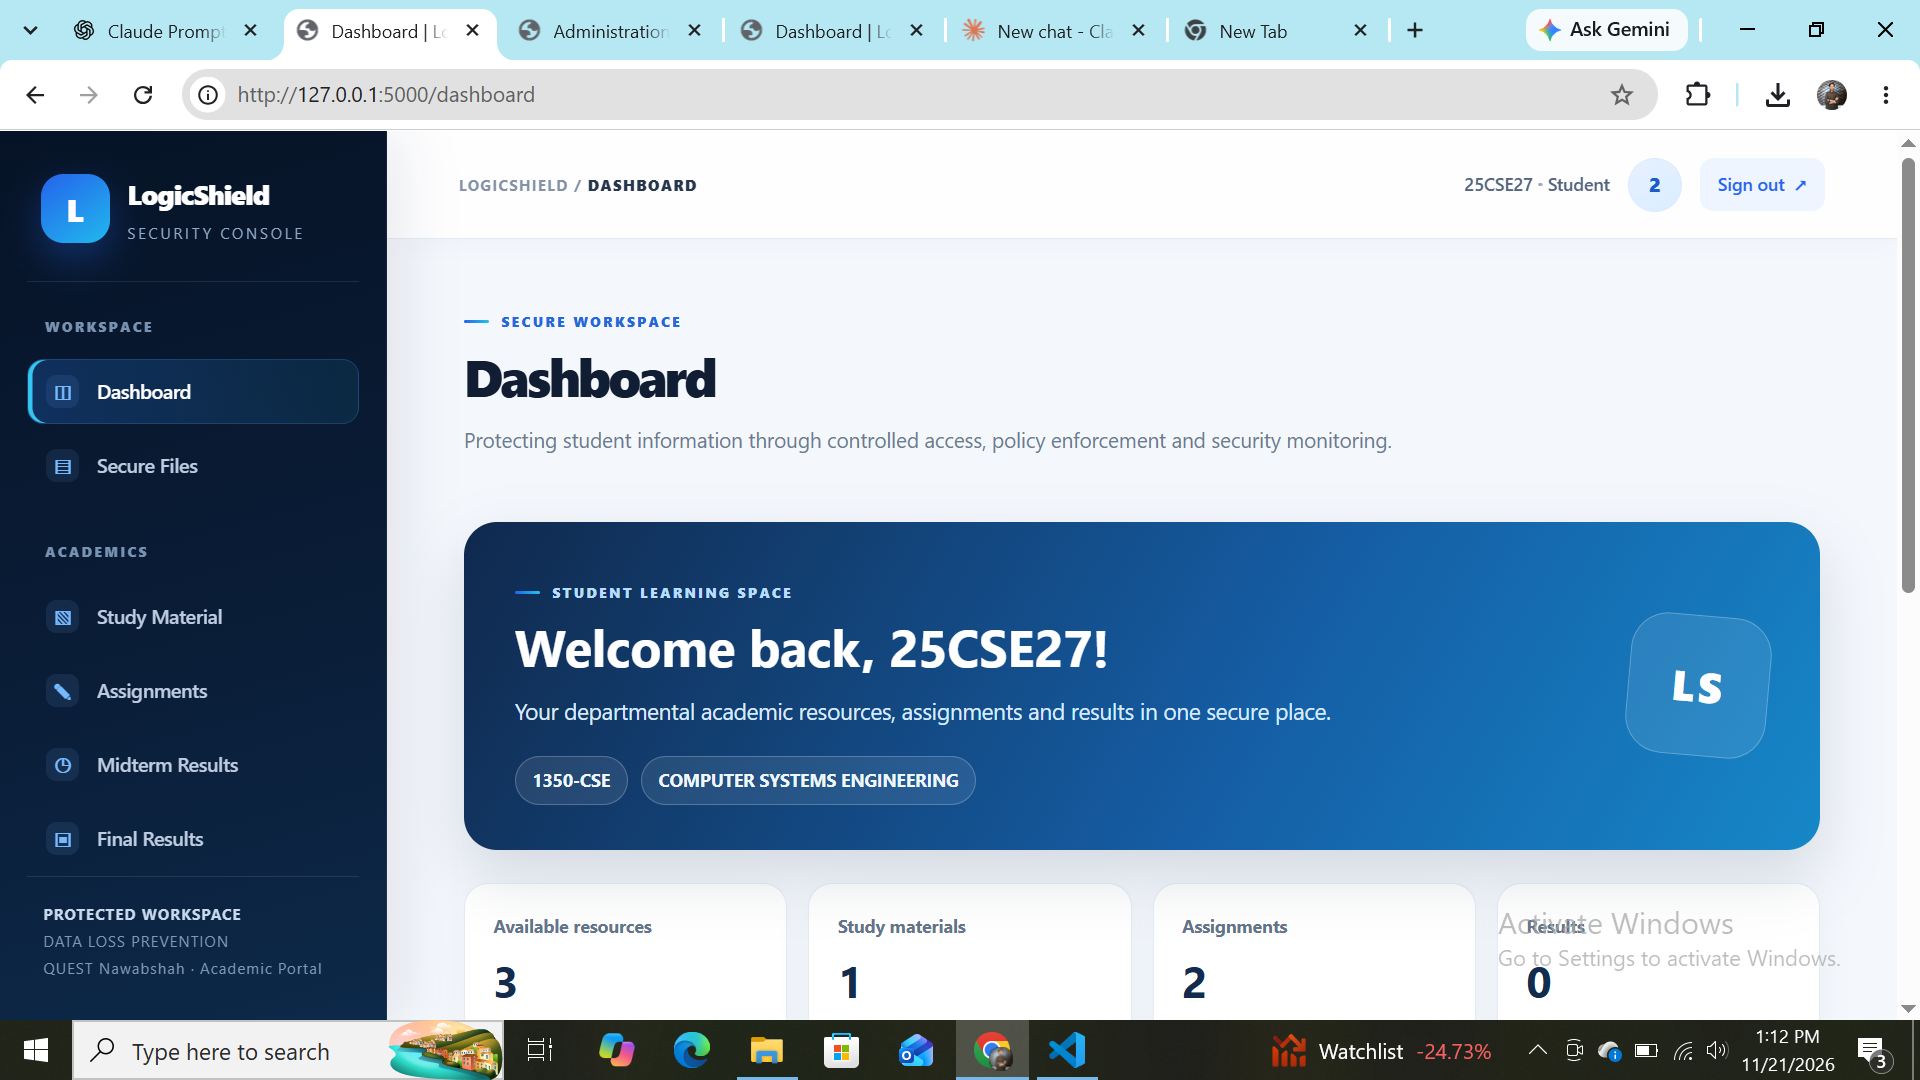 Claude Prompt
Dashboard | Lo
Administration
Dashboard | Lo
New chat - Cla
New Tab
Ask Gemini
http://127.0.0.1:5000/dashboard
L
LogicShield
SECURITY CONSOLE
WORKSPACE
Dashboard
Secure Files
ACADEMICS
Study Material
Assignments
Midterm Results
Final Results
PROTECTED WORKSPACE
DATA LOSS PREVENTION
QUEST Nawabshah · Academic Portal
LOGICSHIELD / DASHBOARD
25CSE27 · Student
2
Sign out ↗
SECURE WORKSPACE
Dashboard
Protecting student information through controlled access, policy enforcement and security monitoring.
STUDENT LEARNING SPACE
Welcome back, 25CSE27!
Your departmental academic resources, assignments and results in one secure place.
1350-CSE
COMPUTER SYSTEMS ENGINEERING
LS
Available resources
3
Study materials
1
Assignments
2
Results
0
Activate Windows
Go to Settings to activate Windows.
Type here to search
Watchlist -24.73%
1:12 PM
11/21/2026
3